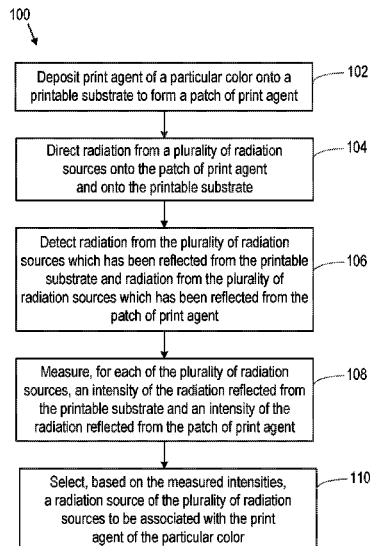 100
Deposit print agent of a particular color onto a
printable substrate to form a patch of print agent
102
Direct radiation from a plurality of radiation
sources onto the patch of print agent
and onto the printable substrate
104
Detect radiation from the plurality of radiation
sources which has been reflected from the printable
substrate and radiation from the plurality of
radiation sources which has been reflected from the
patch of print agent
106
Measure, for each of the plurality of radiation
sources, an intensity of the radiation reflected from
the printable substrate and an intensity of the
radiation reflected from the patch of print agent
108
Select, based on the measured intensities,
a radiation source of the plurality of radiation
sources to be associated with the print
agent of the particular color
110